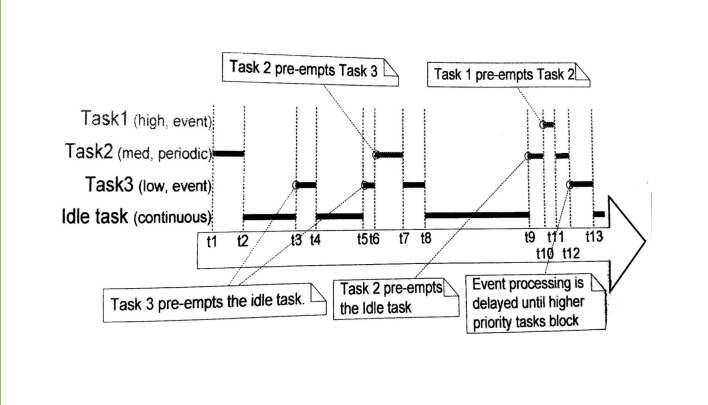 Task 2 pre-empts Task 3
Task 1 pre-empts Task 2
Task1 (high, event)
Task2 (med, periodic)
Task3 (low, event)
Idle task (continuous)
t1 t2 t3 t4 t5 t6 t7 t8 t9 t11 t13
t10 t12
Task 3 pre-empts the idle task.
Task 2 pre-empts
the Idle task
Event processing is
delayed until higher
priority tasks block